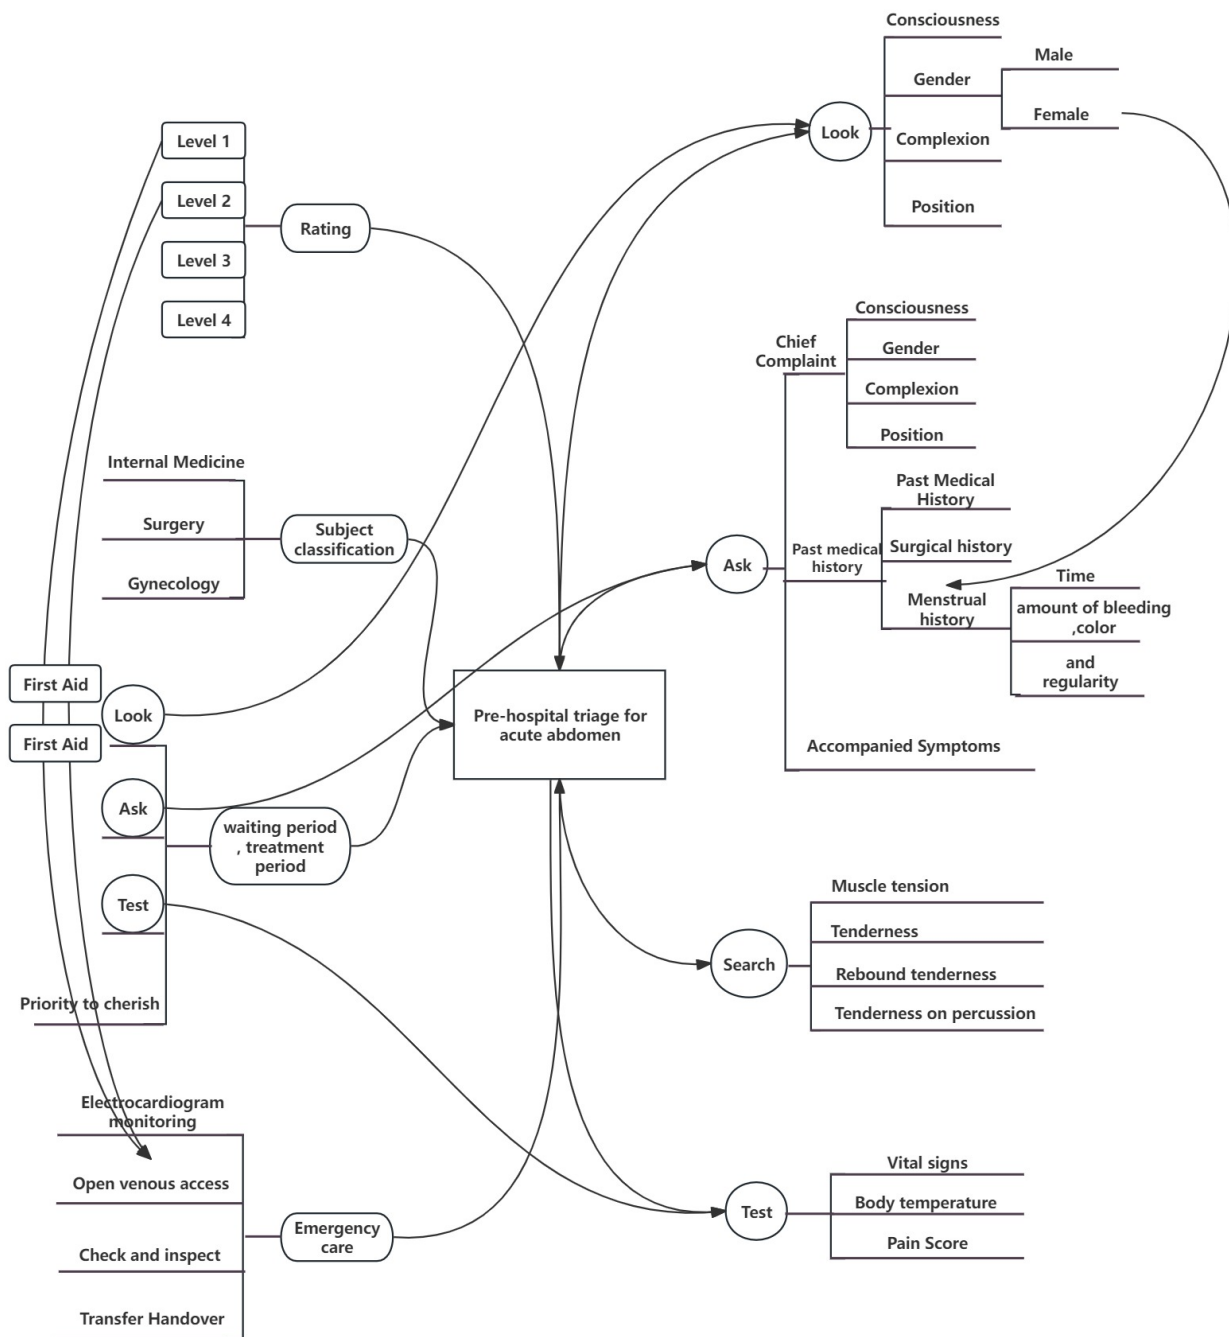 Consciousness
Gender
Male
Female
Look
Complexion
Position
Level 1
Level 2
Level 3
Level 4
Rating
Chief
Complaint
Consciousness
Gender
Complexion
Position
Internal Medicine
Surgery
Gynecology
Subject
classification
Ask
Past medical
history
Past Medical
History
Surgical history
Menstrual
history
Time
amount of bleeding
,color
and
regularity
Accompanied Symptoms
First Aid
First Aid
Look
Ask
Test
Priority to cherish
waiting period
, treatment
period
Pre-hospital triage for
acute abdomen
Search
Muscle tension
Tenderness
Rebound tenderness
Tenderness on percussion
Electrocardiogram
monitoring
Open venous access
Check and inspect
Transfer Handover
Emergency
care
Test
Vital signs
Body temperature
Pain Score